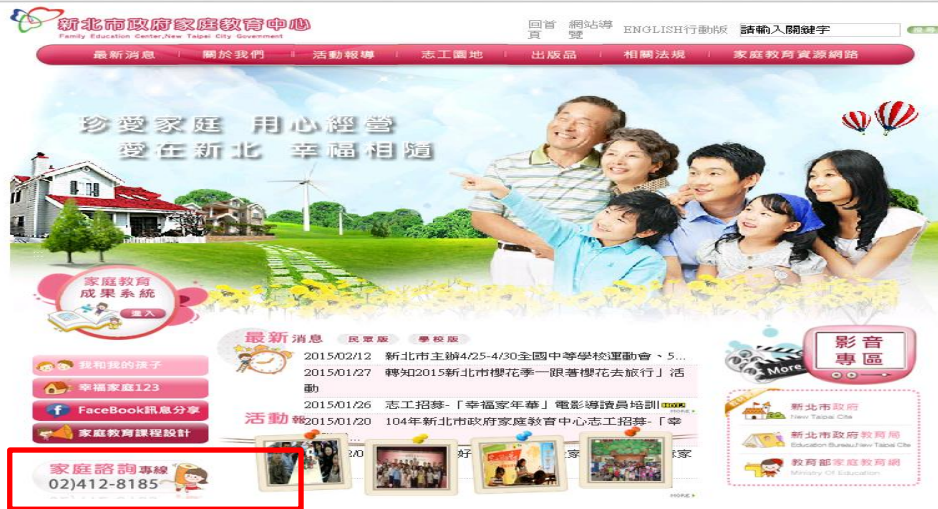 新北市政府家庭教育中心
Family Education Center,New Taipei City Government
回首頁 網站導覽 ENGLISH 行動版 請輸入關鍵字
最新消息 關於我們 活動報導 志工園地 出版品 相關法規 家庭教育資源網路
珍愛家庭 用心經營
愛在新北 幸福相隨
家庭教育
成果系統
進入
最新消息 民眾版 學校版
2015/02/12 新北市主辦4/25-4/30全國中等學校運動會、5...
2015/01/27 轉知2015新北市櫻花季－跟著櫻花去旅行」活
動
2015/01/26 志工招募-「幸福家年華」電影導讀員培訓
MORE
活動
報
2015/01/20 104年新北市政府家庭教育中心志工招募-「幸
MORE
我和我的孩子
幸福家庭123
FaceBook訊息分享
家庭教育課程設計
家庭諮詢專線
02)412-8185
影音
專區
More
新北市政府
New Taipei Cite
新北市政府教育局
Education Bureau,New Taipei Cite
教育部家庭教育網
Ministry Of Education